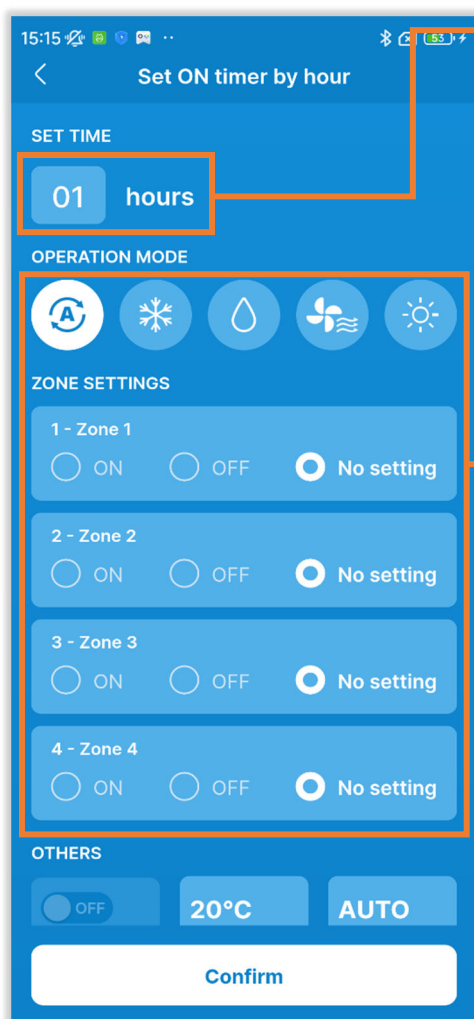 15:15
53
Set ON timer by hour
SET TIME
01 hours
OPERATION MODE
A
ZONE SETTINGS
1 - Zone 1
ON OFF No setting
2 - Zone 2
ON OFF No setting
3 - Zone 3
ON OFF No setting
4 - Zone 4
ON OFF No setting
OTHERS
OFF 20°C AUTO
Confirm